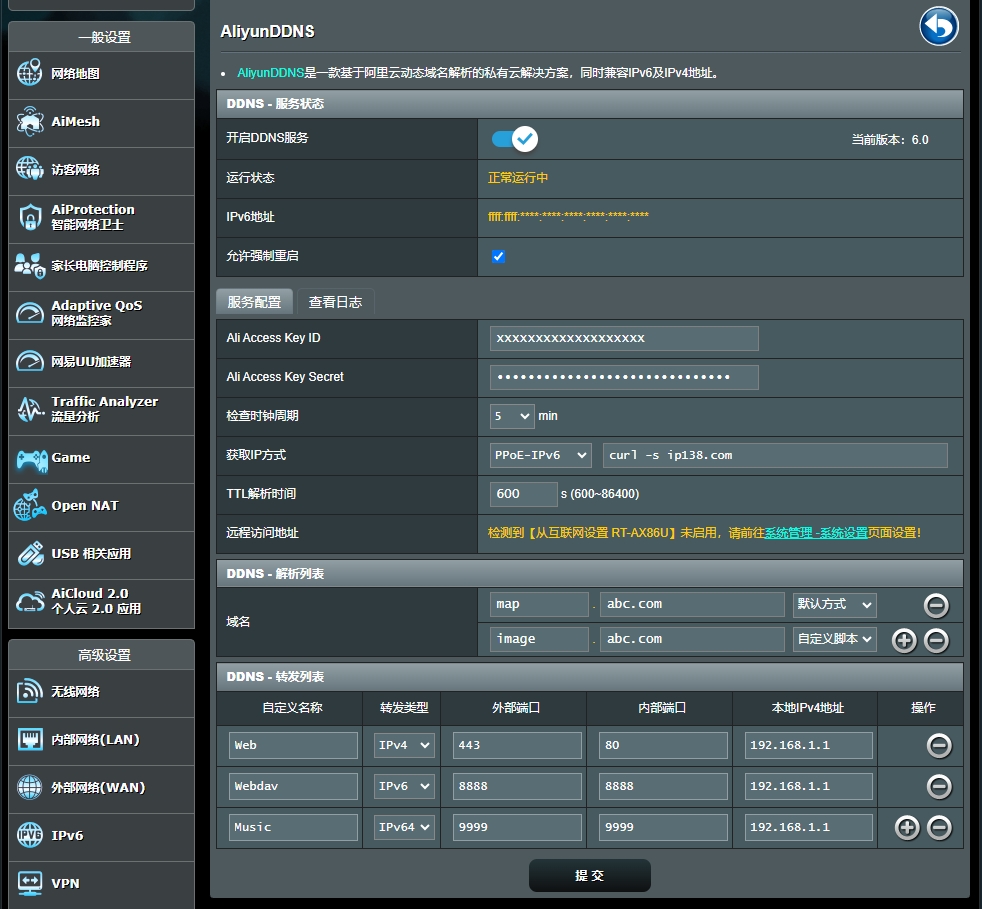 一般设置
网络地图
AiMesh
访客网络
AiProtection
智能网络卫士
家长电脑控制程序
Adaptive QoS
网络监控家
网易UU加速器
Traffic Analyzer
流量分析
Game
Open NAT
USB 相关应用
AiCloud 2.0
个人云 2.0 应用
高级设置
无线网络
内部网络(LAN)
外部网络(WAN)
IPv6
VPN
AliyunDDNS
AliyunDDNS是一款基于阿里云动态域名解析的私有云解决方案，同时兼容IPv6及IPv4地址。
DDNS - 服务状态
开启DDNS服务 当前版本：6.0
运行状态 正常运行中
IPv6地址 ffff:ffff:****:****:****:****:****:****
允许强制重启
服务配置 查看日志
Ali Access Key ID xxxxxxxxxxxxxxxxxxx
Ali Access Key Secret ••••••••••••••••••••••••••••••
检查时钟周期 5 min
获取IP方式 PPoE-IPv6 curl -s ip138.com
TTL解析时间 600 s (600~86400)
远程访问地址 检测到【从互联网设置 RT-AX86U】未启用，请前往系统管理 -系统设置页面设置！
DDNS - 解析列表
域名
map . abc.com 默认方式
image . abc.com 自定义脚本
DDNS - 转发列表
自定义名称 转发类型 外部端口 内部端口 本地IPv4地址 操作
Web IPv4 443 80 192.168.1.1
Webdav IPv6 8888 8888 192.168.1.1
Music IPv64 9999 9999 192.168.1.1
提 交